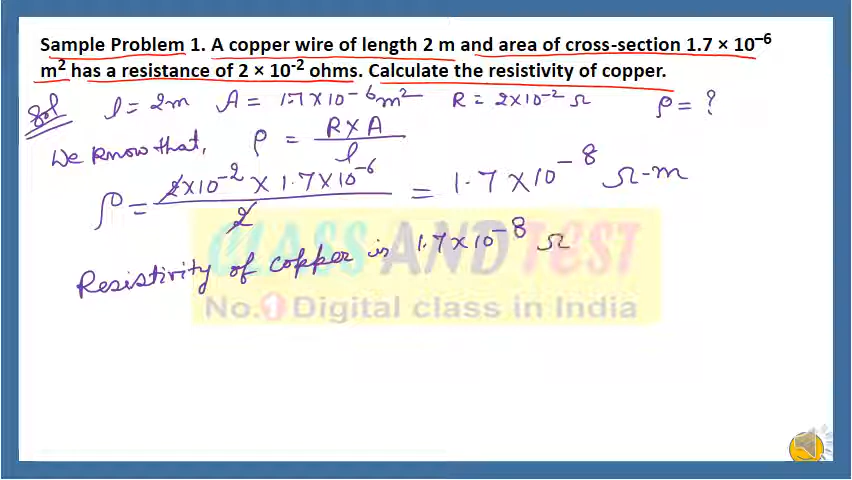 Sample Problem 1. A copper wire of length 2 m and area of cross-section 1.7 × 10⁻⁶
m² has a resistance of 2 × 10⁻² ohms. Calculate the resistivity of copper.
Sol l = 2m A = 1.7 × 10⁻⁶ m² R = 2×10⁻² Ω ρ = ?
We know that, ρ = R×A / l
ρ = 2×10⁻² × 1.7×10⁻⁶ / 2 = 1.7 × 10⁻⁸ Ω-m
Resistivity of copper is 1.7×10⁻⁸ Ω
CLASS AND TEST
No.1 Digital class in India